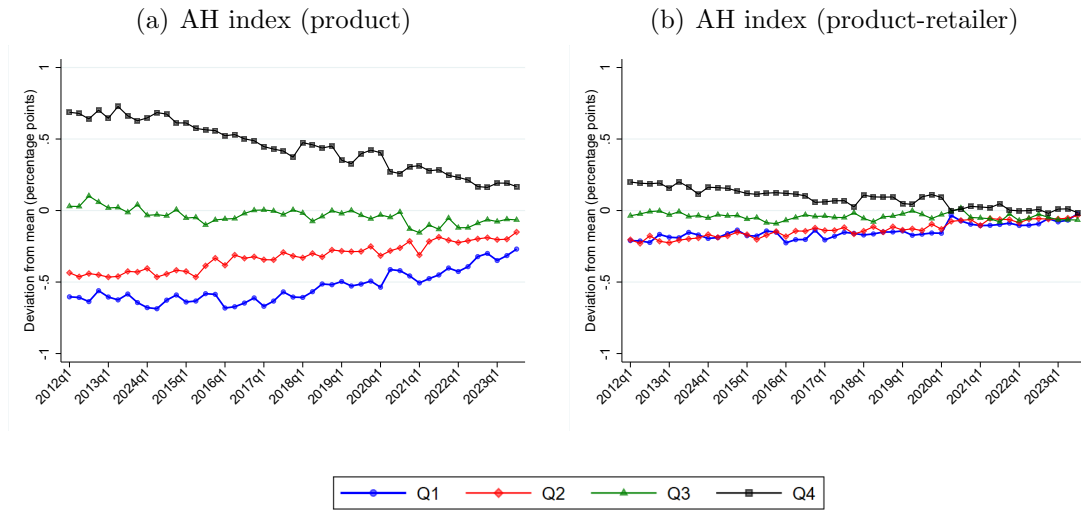 (a) AH index (product)
Deviation from mean (percentage points)
1
.5
0
-.5
-1
2012q1
2013q1
2024q1
2015q1
2016q1
2017q1
2018q1
2019q1
2020q1
2021q1
2022q1
2023q1
(b) AH index (product-retailer)
Deviation from mean (percentage points)
1
.5
0
-.5
-1
2012q1
2013q1
2024q1
2015q1
2016q1
2017q1
2018q1
2019q1
2020q1
2021q1
2022q1
2023q1
Q1 Q2 Q3 Q4